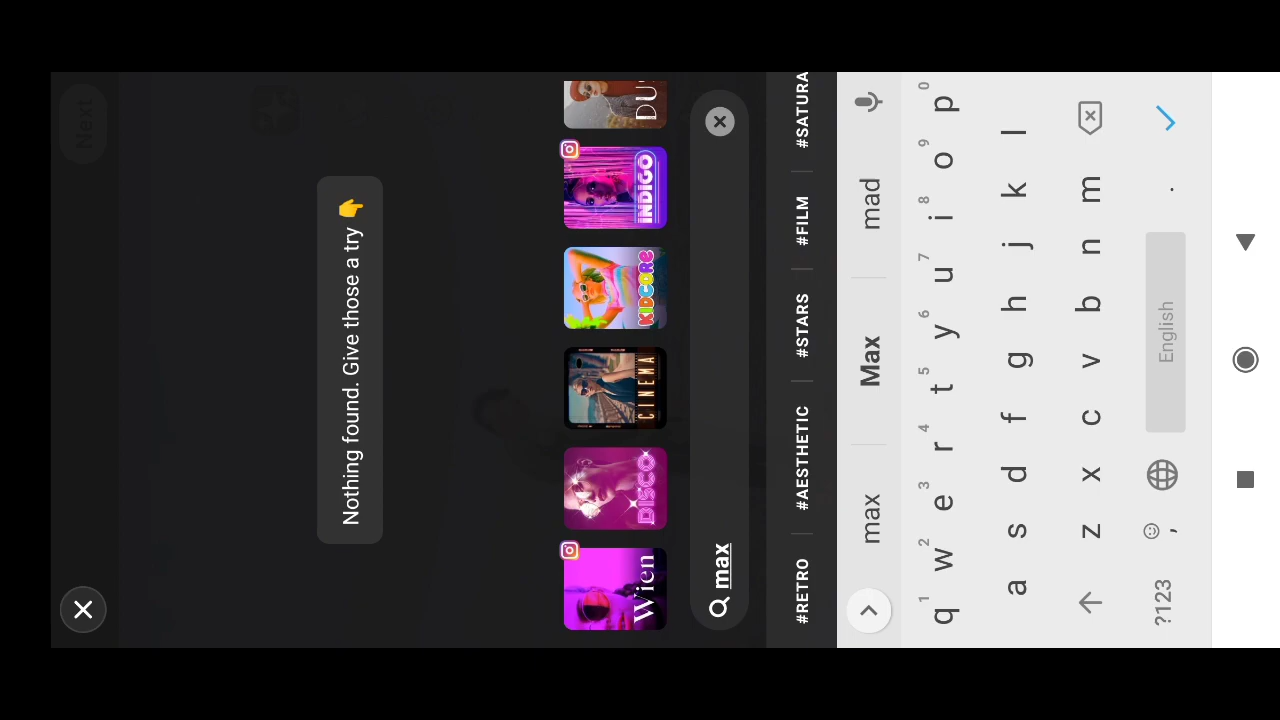 Next
Nothing found. Give those a try 👉
Wien
DISCO
CINEMA
KIDCORE
INDIGO
DU
max
#RETRO
#AESTHETIC
#STARS
#FILM
#SATURA
max
Max
mad
1 2 3 4 5 6 7 8 9 0
q w e r t y u i o p
a s d f g h j k l
z x c v b n m
?123
,
English
.